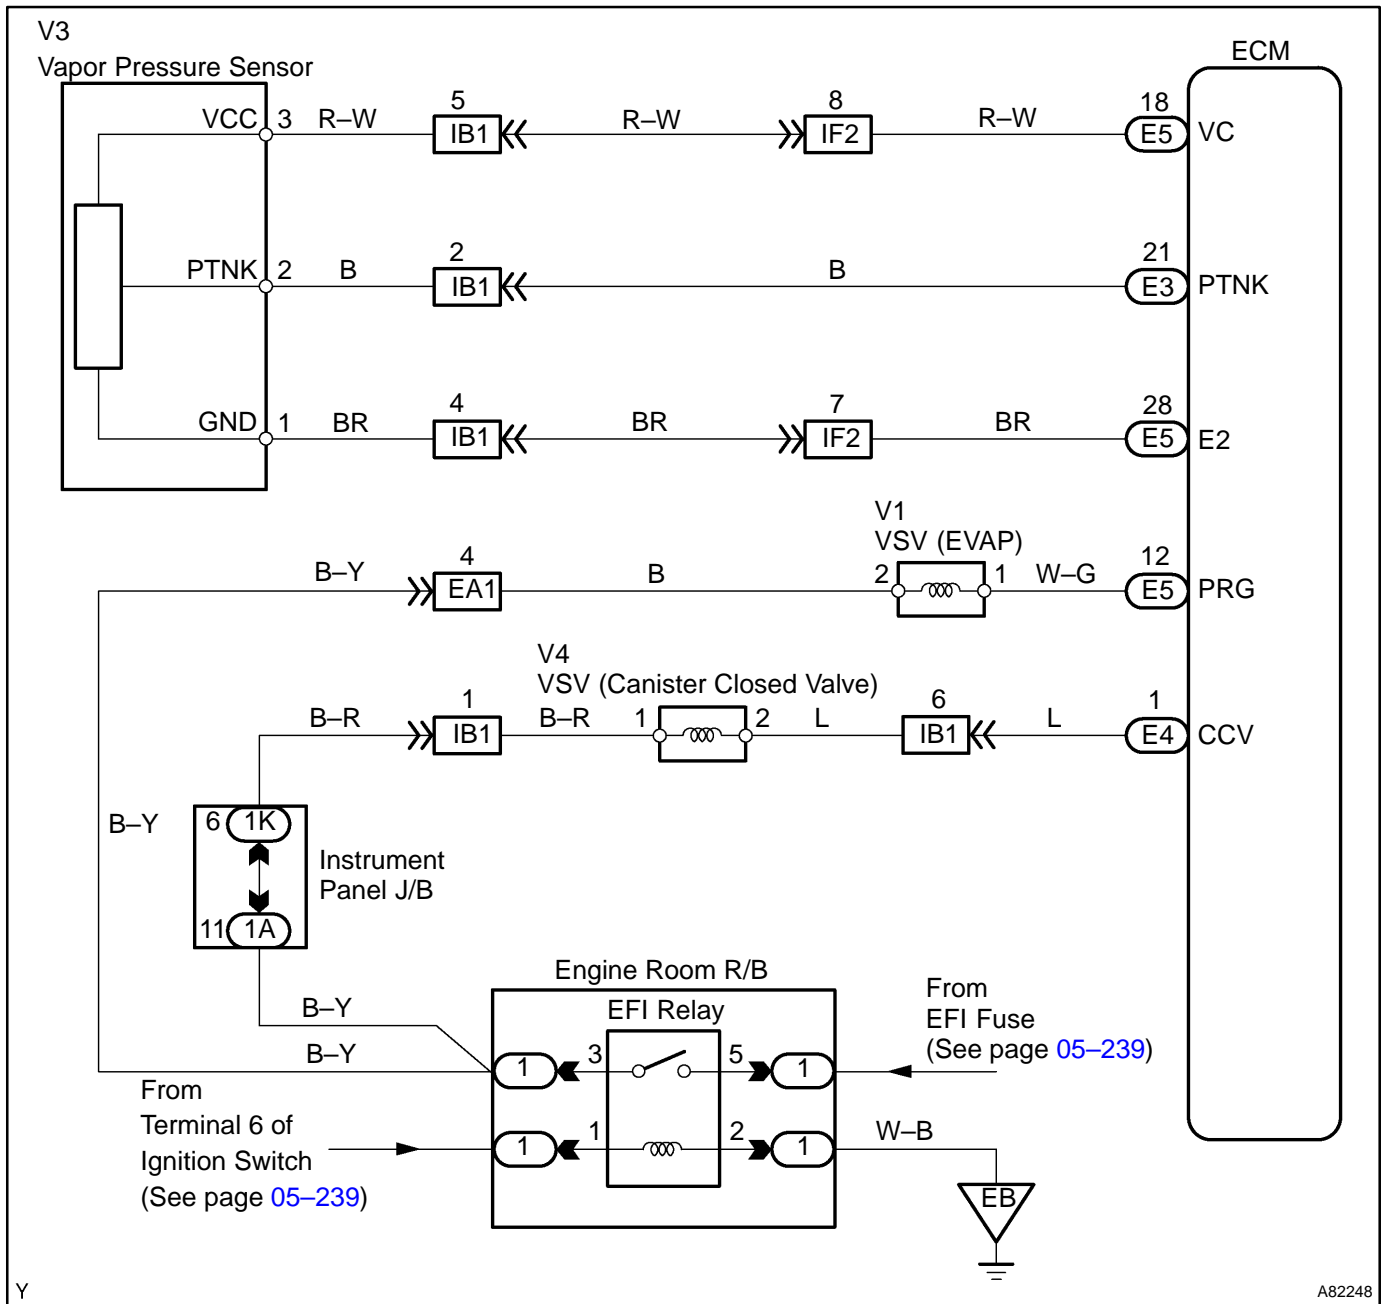 V3
Vapor Pressure Sensor
ECM
VCC 3 R–W 5 IB1 R–W 8 IF2 R–W 18 E5 VC
PTNK 2 B 2 IB1 B 21 E3 PTNK
GND 1 BR 4 IB1 BR 7 IF2 BR 28 E5 E2
V1
VSV (EVAP)
B–Y 4 EA1 B 2 1 W–G 12 E5 PRG
V4
VSV (Canister Closed Valve)
B–R 1 IB1 B–R 1 2 L 6 IB1 L 1 E4 CCV
B–Y
6 1K
Instrument
Panel J/B
11 1A
Engine Room R/B
EFI Relay
B–Y
B–Y
1 3 5 1
From
EFI Fuse
(See page 05–239)
From
Terminal 6 of
Ignition Switch
(See page 05–239)
1 1 2 1 W–B
EB
Y
A82248